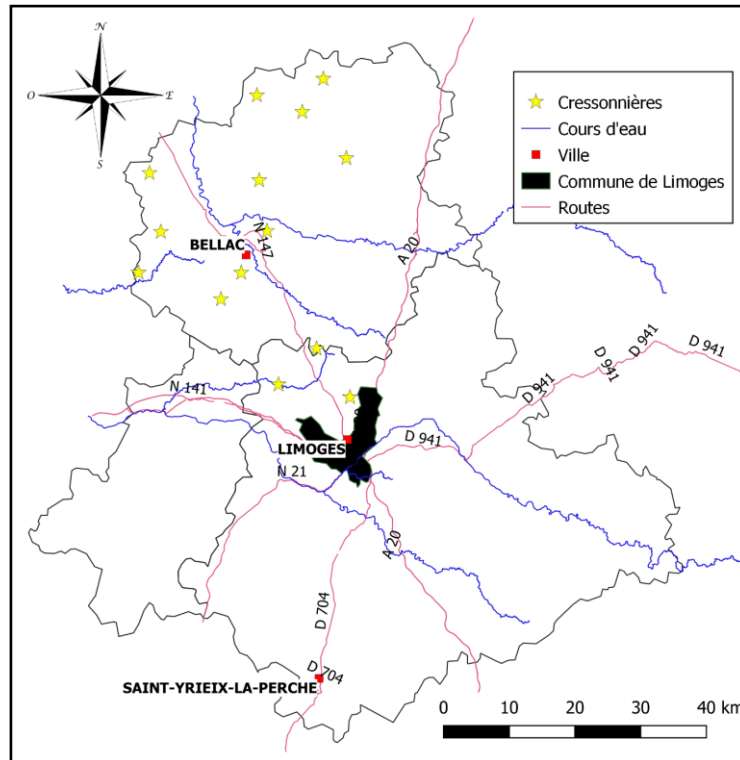 N
O
E
S
Cressonnières
Cours d'eau
Ville
Commune de Limoges
Routes
BELLAC
N 147
A 20
D 941
D 941
D 941
N 141
D 941
LIMOGES
N 21
A 20
D 704
D 704
SAINT-YRIEIX-LA-PERCHE
0 10 20 30 40 km